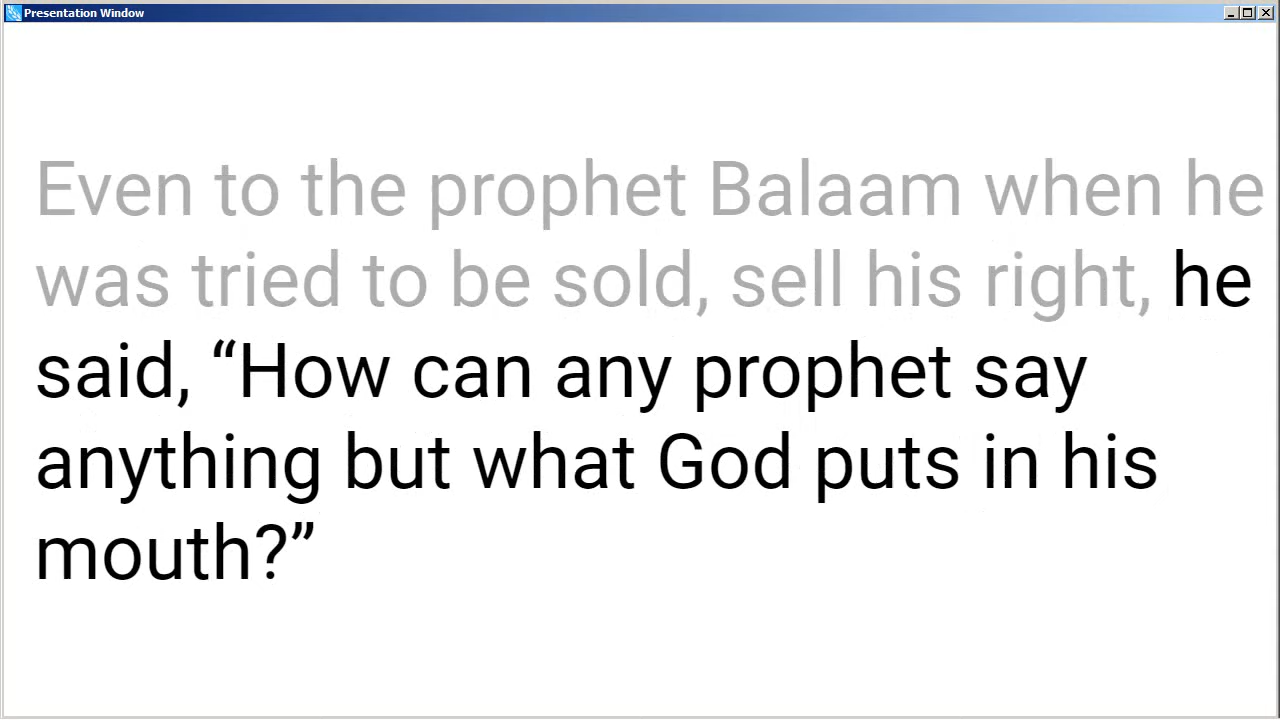 Presentation Window
Even to the prophet Balaam when he
was tried to be sold, sell his right, he
said, “How can any prophet say
anything but what God puts in his
mouth?”